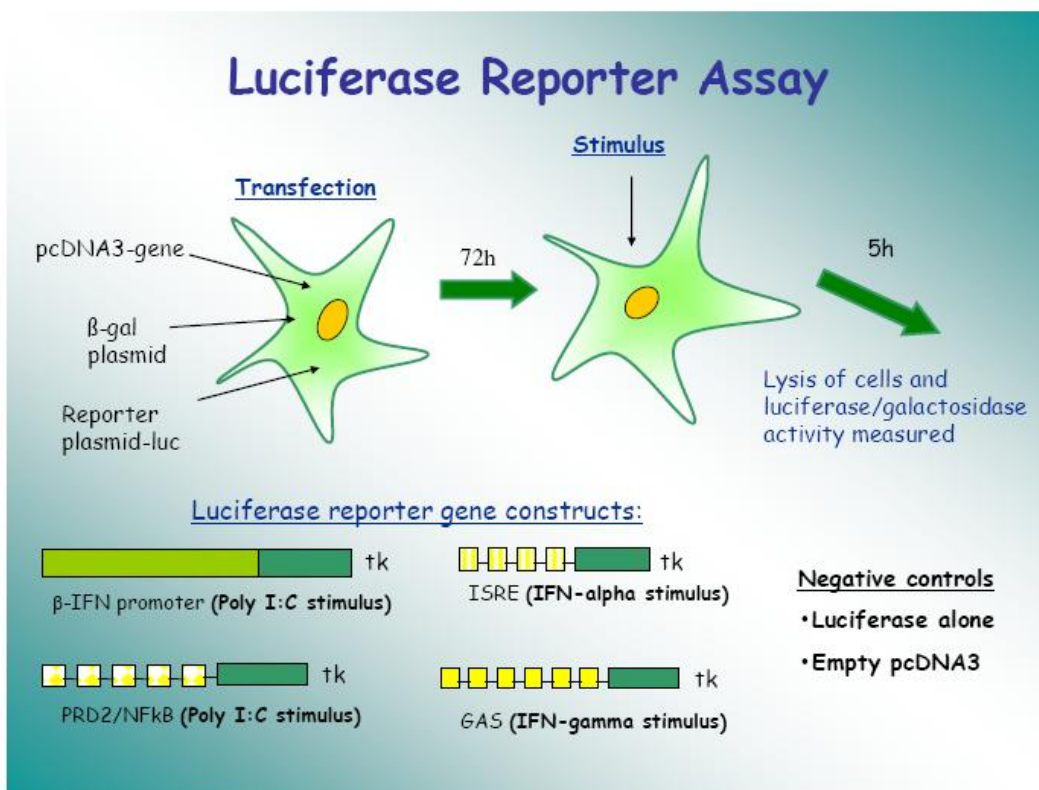 Luciferase Reporter Assay
Transfection
Stimulus
pcDNA3-gene
ß-gal
plasmid
Reporter
plasmid-luc
72h
5h
Lysis of cells and
luciferase/galactosidase
activity measured
Luciferase reporter gene constructs:
tk
β-IFN promoter (Poly I:C stimulus)
tk
ISRE (IFN-alpha stimulus)
tk
PRD2/NFkB (Poly I:C stimulus)
tk
GAS (IFN-gamma stimulus)
Negative controls
•Luciferase alone
•Empty pcDNA3